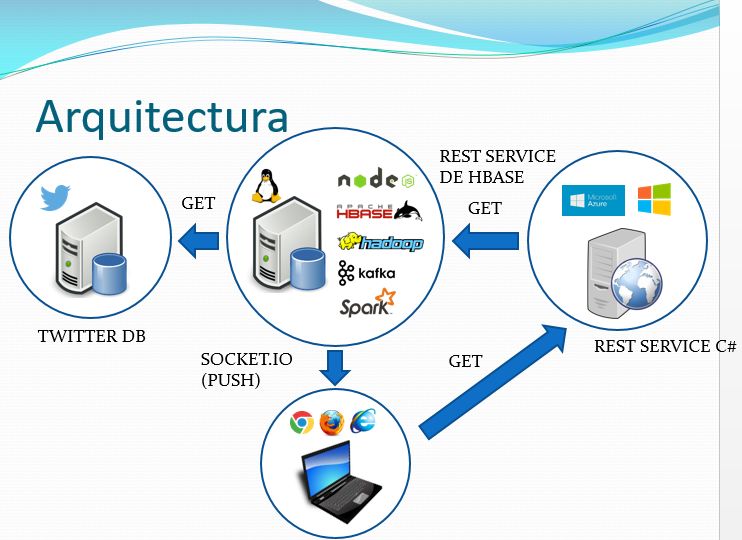 Arquitectura
REST SERVICE
DE HBASE
GET
GET
node
JS
Microsoft
Azure
APACHE
HBASE
hadoop
kafka
Spark
TWITTER DB
SOCKET.IO
(PUSH)
GET
REST SERVICE C#